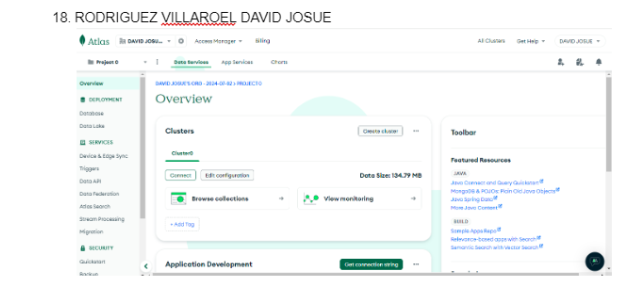 18. RODRIGUEZ VILLAROEL DAVID JOSUE
Atlas DAVID JOSU... Access Manager Billing All Clusters Get Help DAVID JOSUE
Project 0 Data Services App Services Charts
Overview
DEPLOYMENT
Database
Data Lake
SERVICES
Device & Edge Sync
Triggers
Data API
Data Federation
Atlas Search
Stream Processing
Migration
SECURITY
Quickstart
Backup
DAVID JOSUE'S ORG - 2024-07-02 > PROJECT 0
Overview
Clusters
Create cluster
Cluster0
Connect Edit configuration Data Size: 134.79 MB
Browse collections View monitoring
+ Add Tag
Application Development
Get connection string
Toolbar
Featured Resources
JAVA
Java Connect and Query Quickstart
MongoDB & POJOs: Plain Old Java Objects
Java Spring Data
More Java Content
BUILD
Sample Apps Repo
Relevance-based apps with Search
Semantic Search with Vector Search